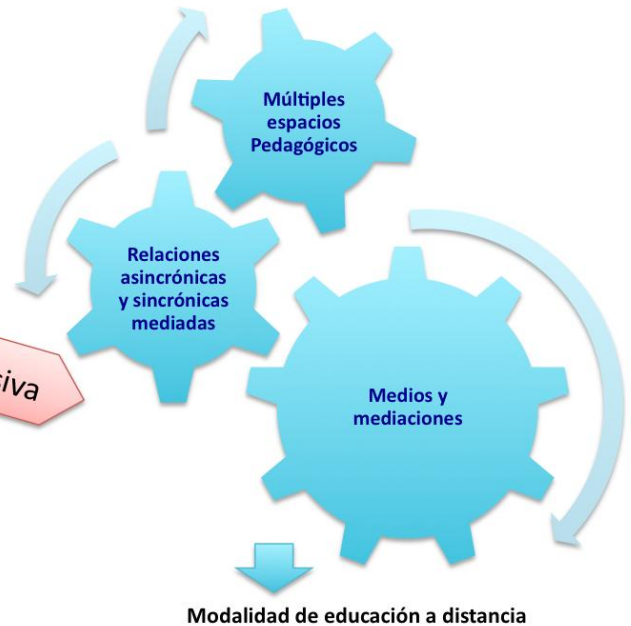 Múltiples
espacios
Pedagógicos
Relaciones
asincrónicas
y sincrónicas
mediadas
Medios y
mediaciones
Modalidad de educación a distancia